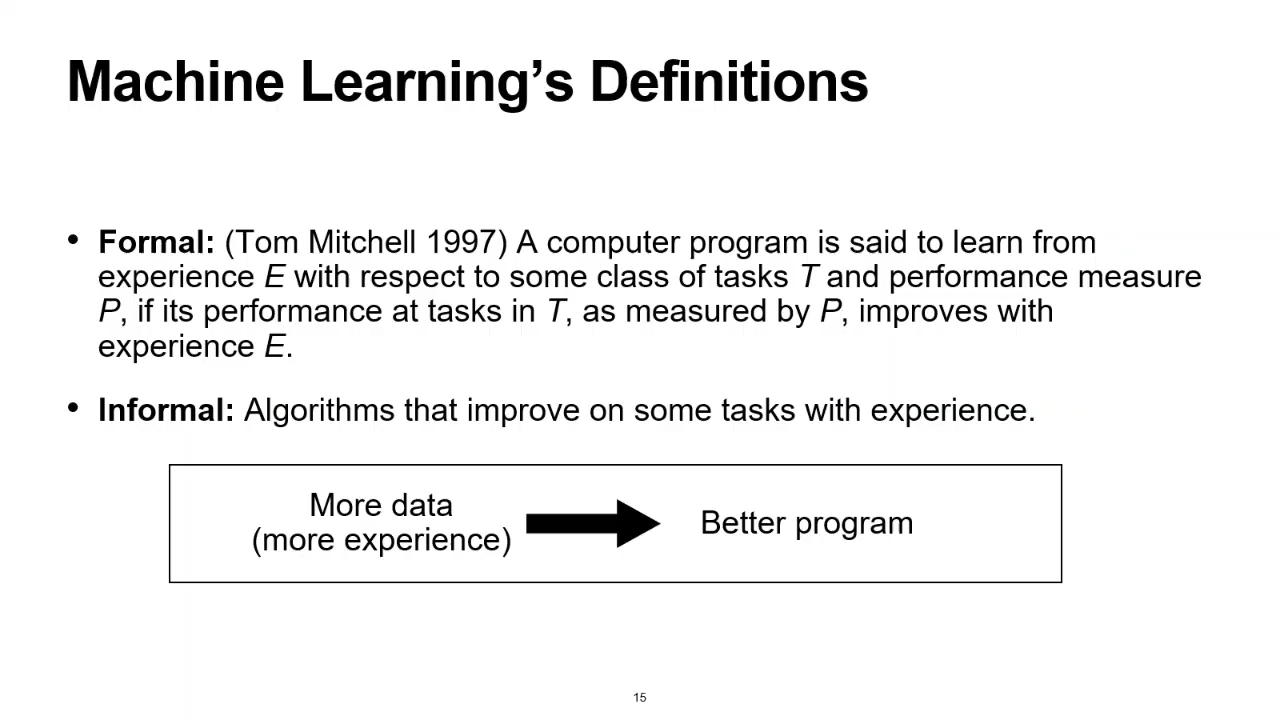 Machine Learning’s Definitions
• Formal: (Tom Mitchell 1997) A computer program is said to learn from
experience E with respect to some class of tasks T and performance measure
P, if its performance at tasks in T, as measured by P, improves with
experience E.
• Informal: Algorithms that improve on some tasks with experience.
More data
(more experience)
Better program
15